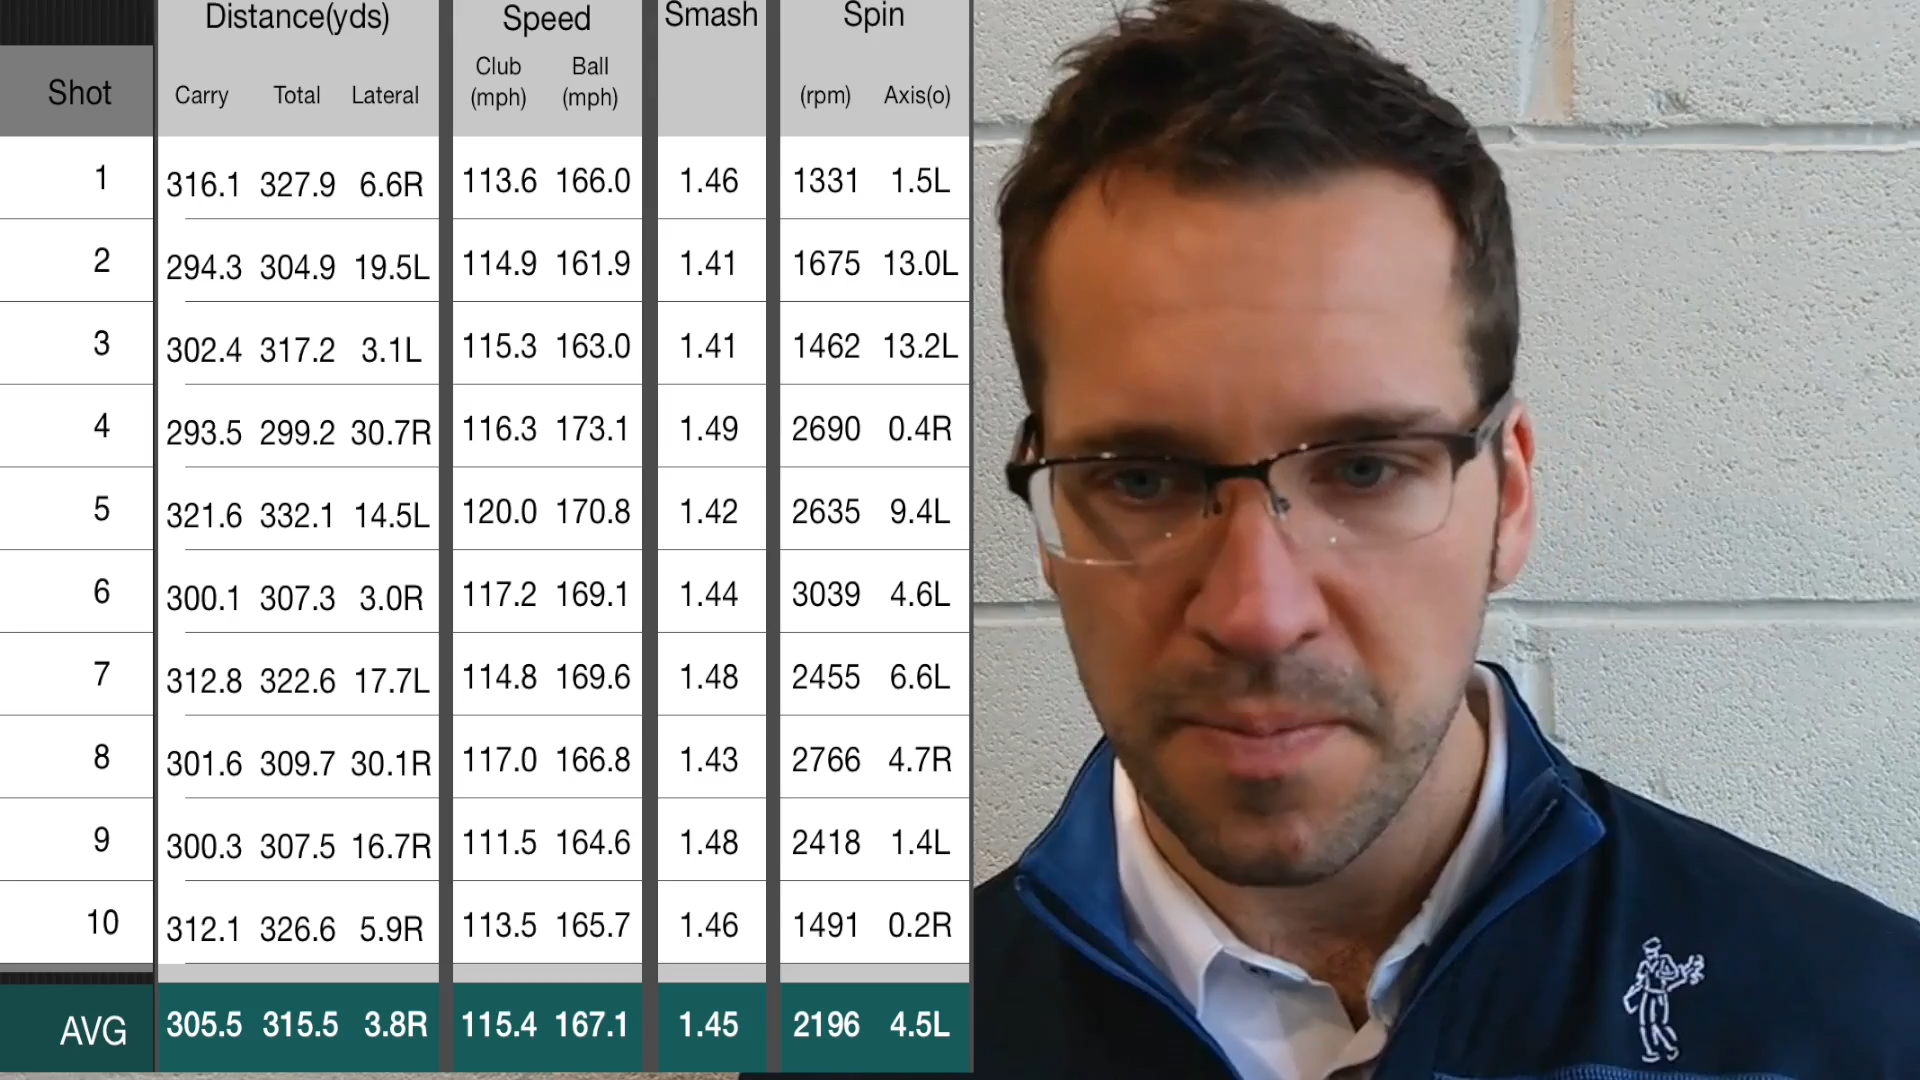 Distance(yds) Speed Smash Spin
Shot Carry Total Lateral Club (mph) Ball (mph) (rpm) Axis(o)
1 316.1 327.9 6.6R 113.6 166.0 1.46 1331 1.5L
2 294.3 304.9 19.5L 114.9 161.9 1.41 1675 13.0L
3 302.4 317.2 3.1L 115.3 163.0 1.41 1462 13.2L
4 293.5 299.2 30.7R 116.3 173.1 1.49 2690 0.4R
5 321.6 332.1 14.5L 120.0 170.8 1.42 2635 9.4L
6 300.1 307.3 3.0R 117.2 169.1 1.44 3039 4.6L
7 312.8 322.6 17.7L 114.8 169.6 1.48 2455 6.6L
8 301.6 309.7 30.1R 117.0 166.8 1.43 2766 4.7R
9 300.3 307.5 16.7R 111.5 164.6 1.48 2418 1.4L
10 312.1 326.6 5.9R 113.5 165.7 1.46 1491 0.2R
AVG 305.5 315.5 3.8R 115.4 167.1 1.45 2196 4.5L